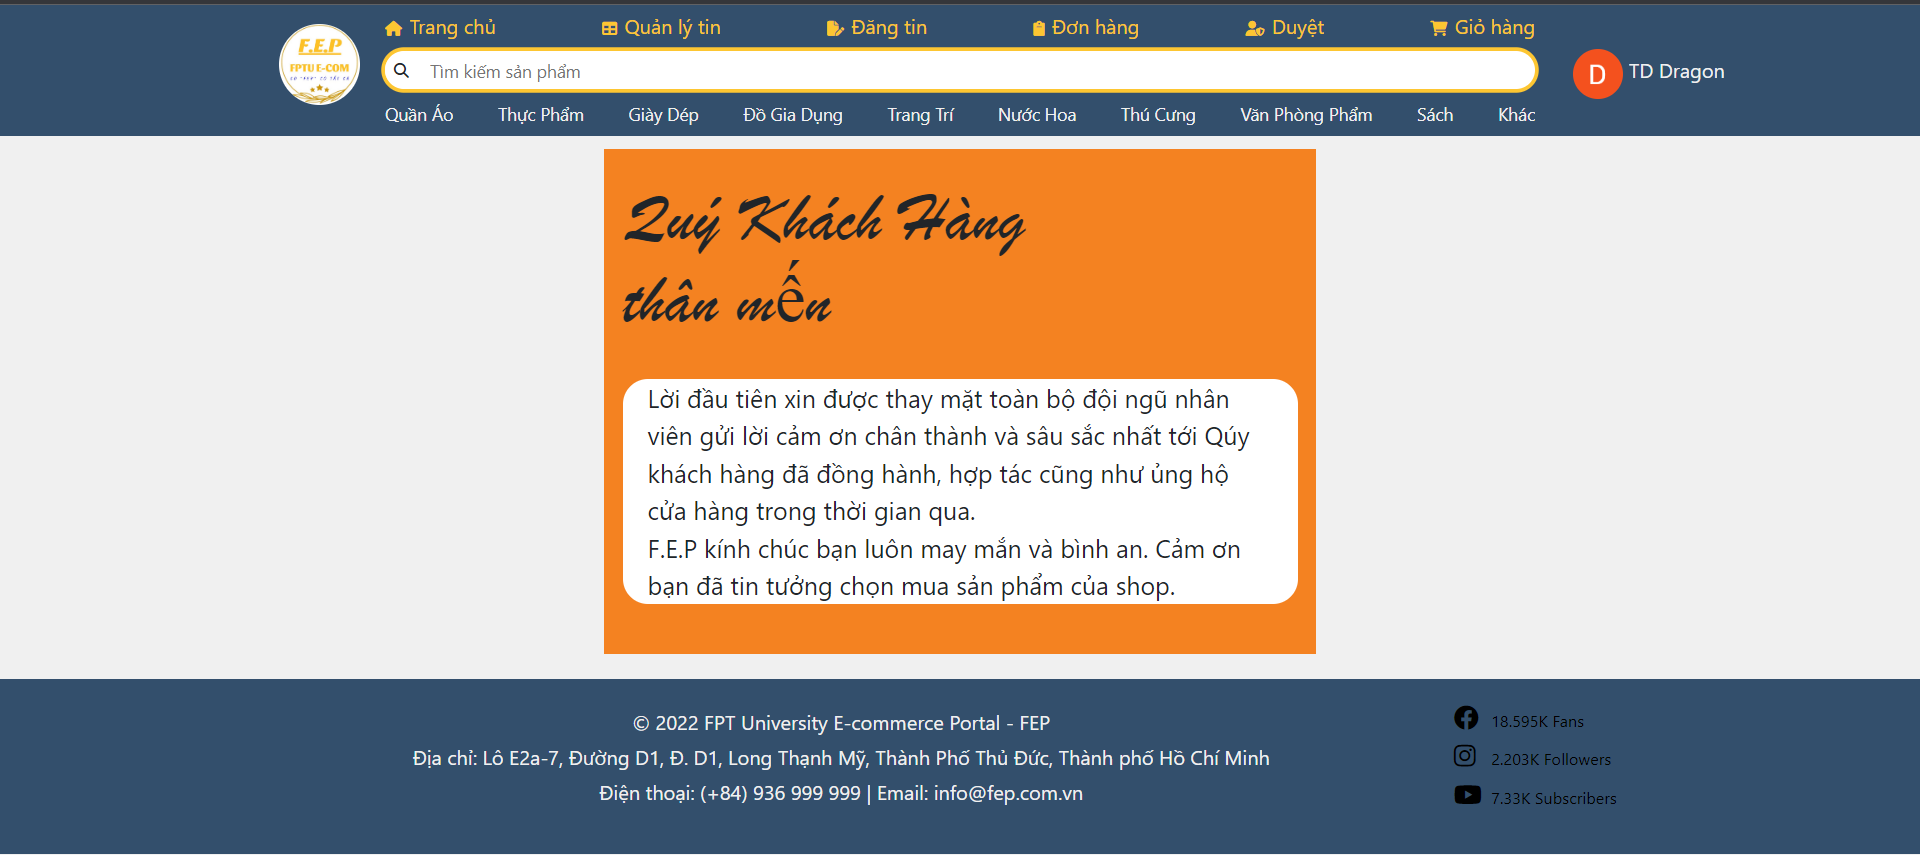 Trang chủ
Quản lý tin
Đăng tin
Đơn hàng
Duyệt
Giỏ hàng
F.E.P
FPTU E-COM
Tìm kiếm sản phẩm
D
TD Dragon
Quần Áo
Thực Phẩm
Giày Dép
Đồ Gia Dụng
Trang Trí
Nước Hoa
Thú Cưng
Văn Phòng Phẩm
Sách
Khác
Quý Khách Hàng
thân mến
Lời đầu tiên xin được thay mặt toàn bộ đội ngũ nhân
viên gửi lời cảm ơn chân thành và sâu sắc nhất tới Qúy
khách hàng đã đồng hành, hợp tác cũng như ủng hộ
cửa hàng trong thời gian qua.
F.E.P kính chúc bạn luôn may mắn và bình an. Cảm ơn
bạn đã tin tưởng chọn mua sản phẩm của shop.
© 2022 FPT University E-commerce Portal - FEP
Địa chỉ: Lô E2a-7, Đường D1, Đ. D1, Long Thạnh Mỹ, Thành Phố Thủ Đức, Thành phố Hồ Chí Minh
Điện thoại: (+84) 936 999 999 | Email: info@fep.com.vn
18.595K Fans
2.203K Followers
7.33K Subscribers